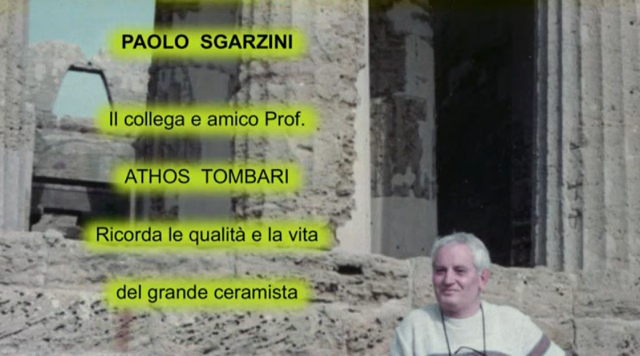 PAOLO SGARZINI
Il collega e amico Prof.
ATHOS TOMBARI
Ricorda le qualità e la vita
del grande ceramista